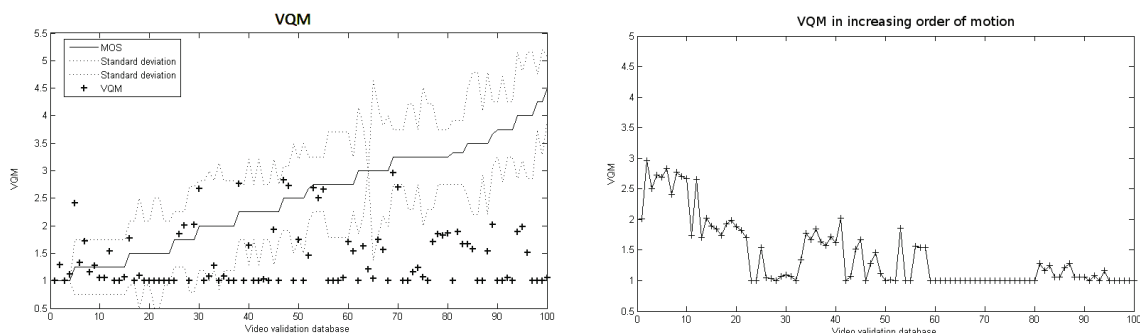 VQM
5.5
5
4.5
4
3.5
3
2.5
2
1.5
1
0.5
VQM
MOS
Standard deviation
Standard deviation
VQM
0 10 20 30 40 50 60 70 80 90 100
Video validation database
VQM in increasing order of motion
5
4.5
4
3.5
3
2.5
2
1.5
1
0.5
VQM
0 10 20 30 40 50 60 70 80 90 100
Video validation database